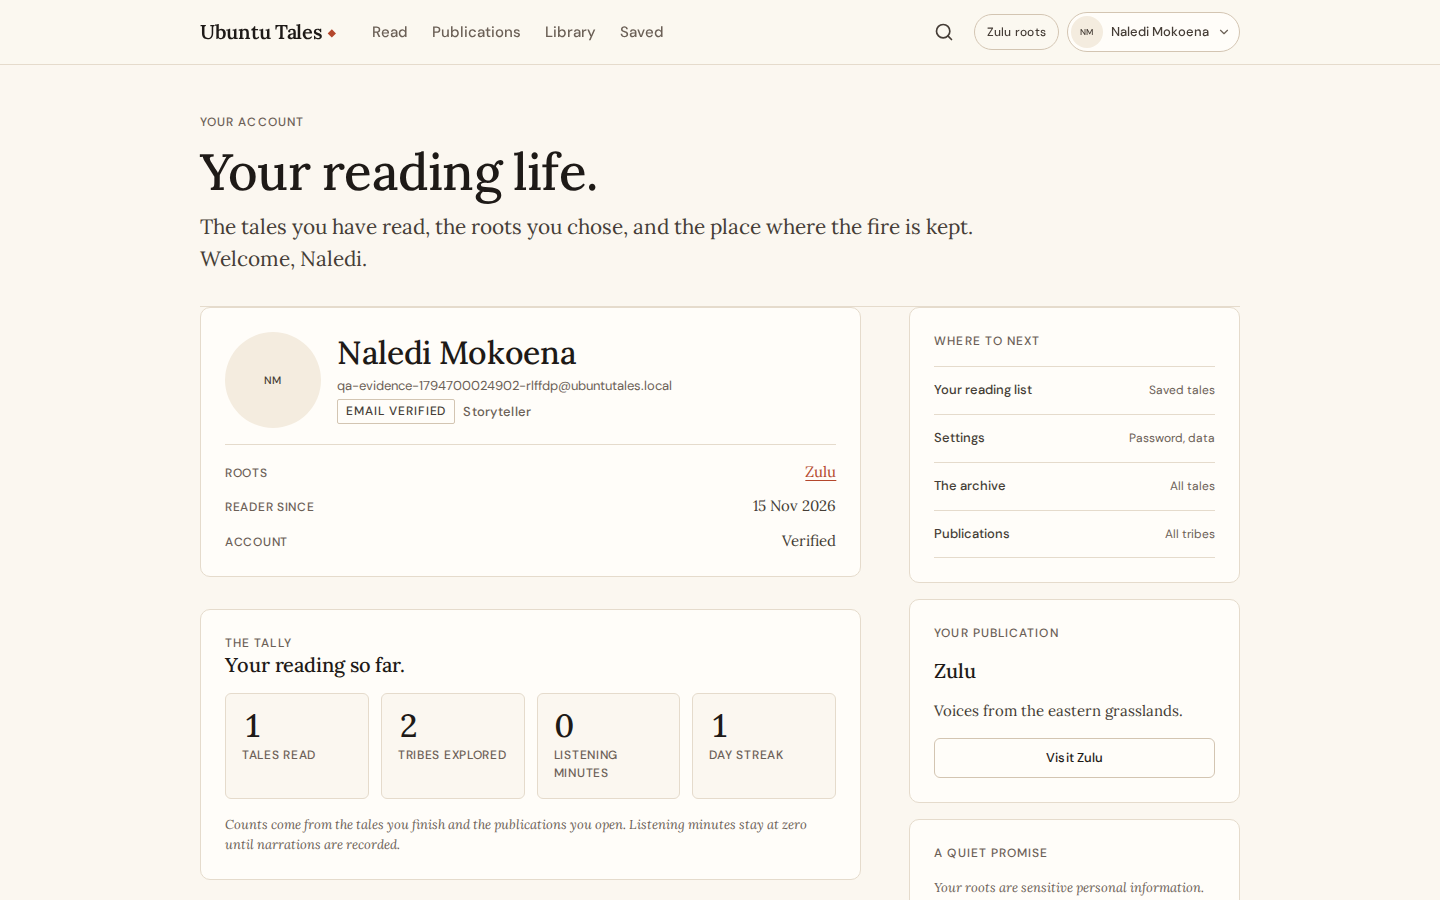 Ubuntu Tales
Read
Publications
Library
Saved
Zulu roots
NM
Naledi Mokoena
YOUR ACCOUNT
Your reading life.
The tales you have read, the roots you chose, and the place where the fire is kept.
Welcome, Naledi.
NM
Naledi Mokoena
qa-evidence-1794700024902-rlffdp@ubuntutales.local
EMAIL VERIFIED
Storyteller
ROOTS
Zulu
READER SINCE
15 Nov 2026
ACCOUNT
Verified
THE TALLY
Your reading so far.
1
TALES READ
2
TRIBES EXPLORED
0
LISTENING
MINUTES
1
DAY STREAK
Counts come from the tales you finish and the publications you open. Listening minutes stay at zero
until narrations are recorded.
WHERE TO NEXT
Your reading list
Saved tales
Settings
Password, data
The archive
All tales
Publications
All tribes
YOUR PUBLICATION
Zulu
Voices from the eastern grasslands.
Visit Zulu
A QUIET PROMISE
Your roots are sensitive personal information.